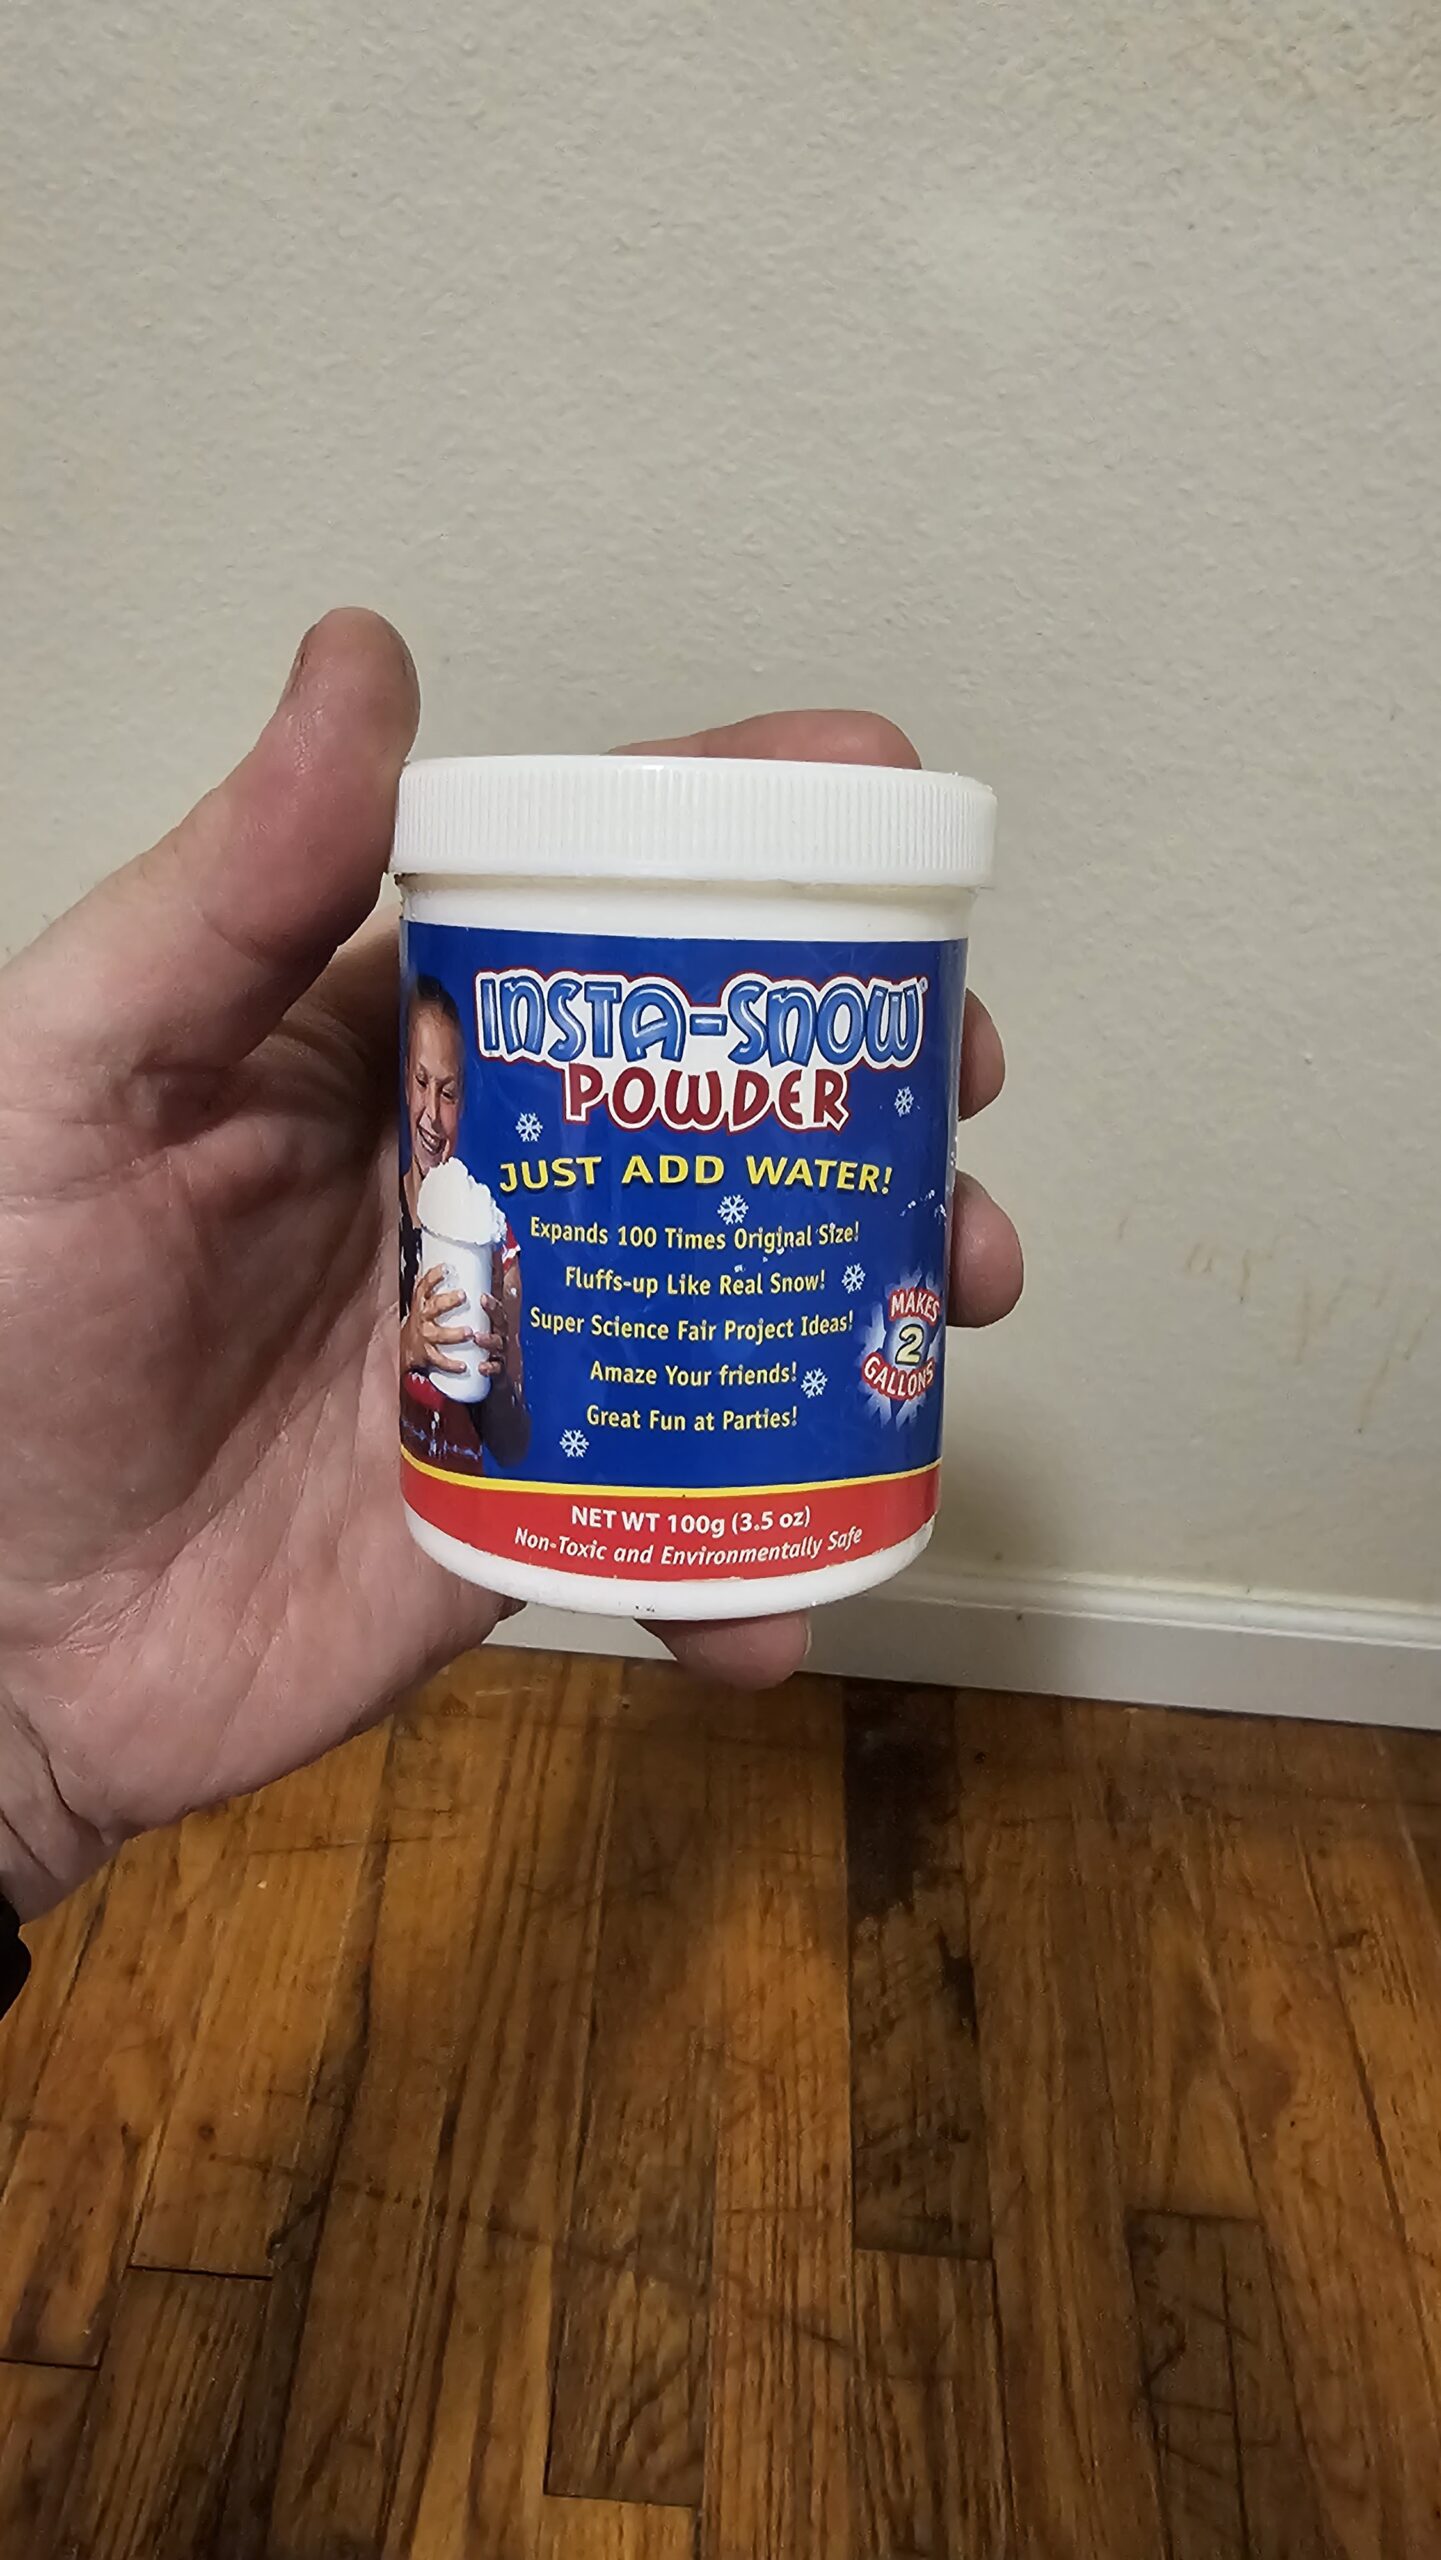 INSTA-SNOW
POWDER
JUST ADD WATER!
Expands 100 Times Original Size!
Fluffs-up Like Real Snow!
Super Science Fair Project Ideas!
Amaze Your friends!
Great Fun at Parties!
MAKES
2
GALLONS
NET WT 100g (3.5 oz)
Non-Toxic and Environmentally Safe